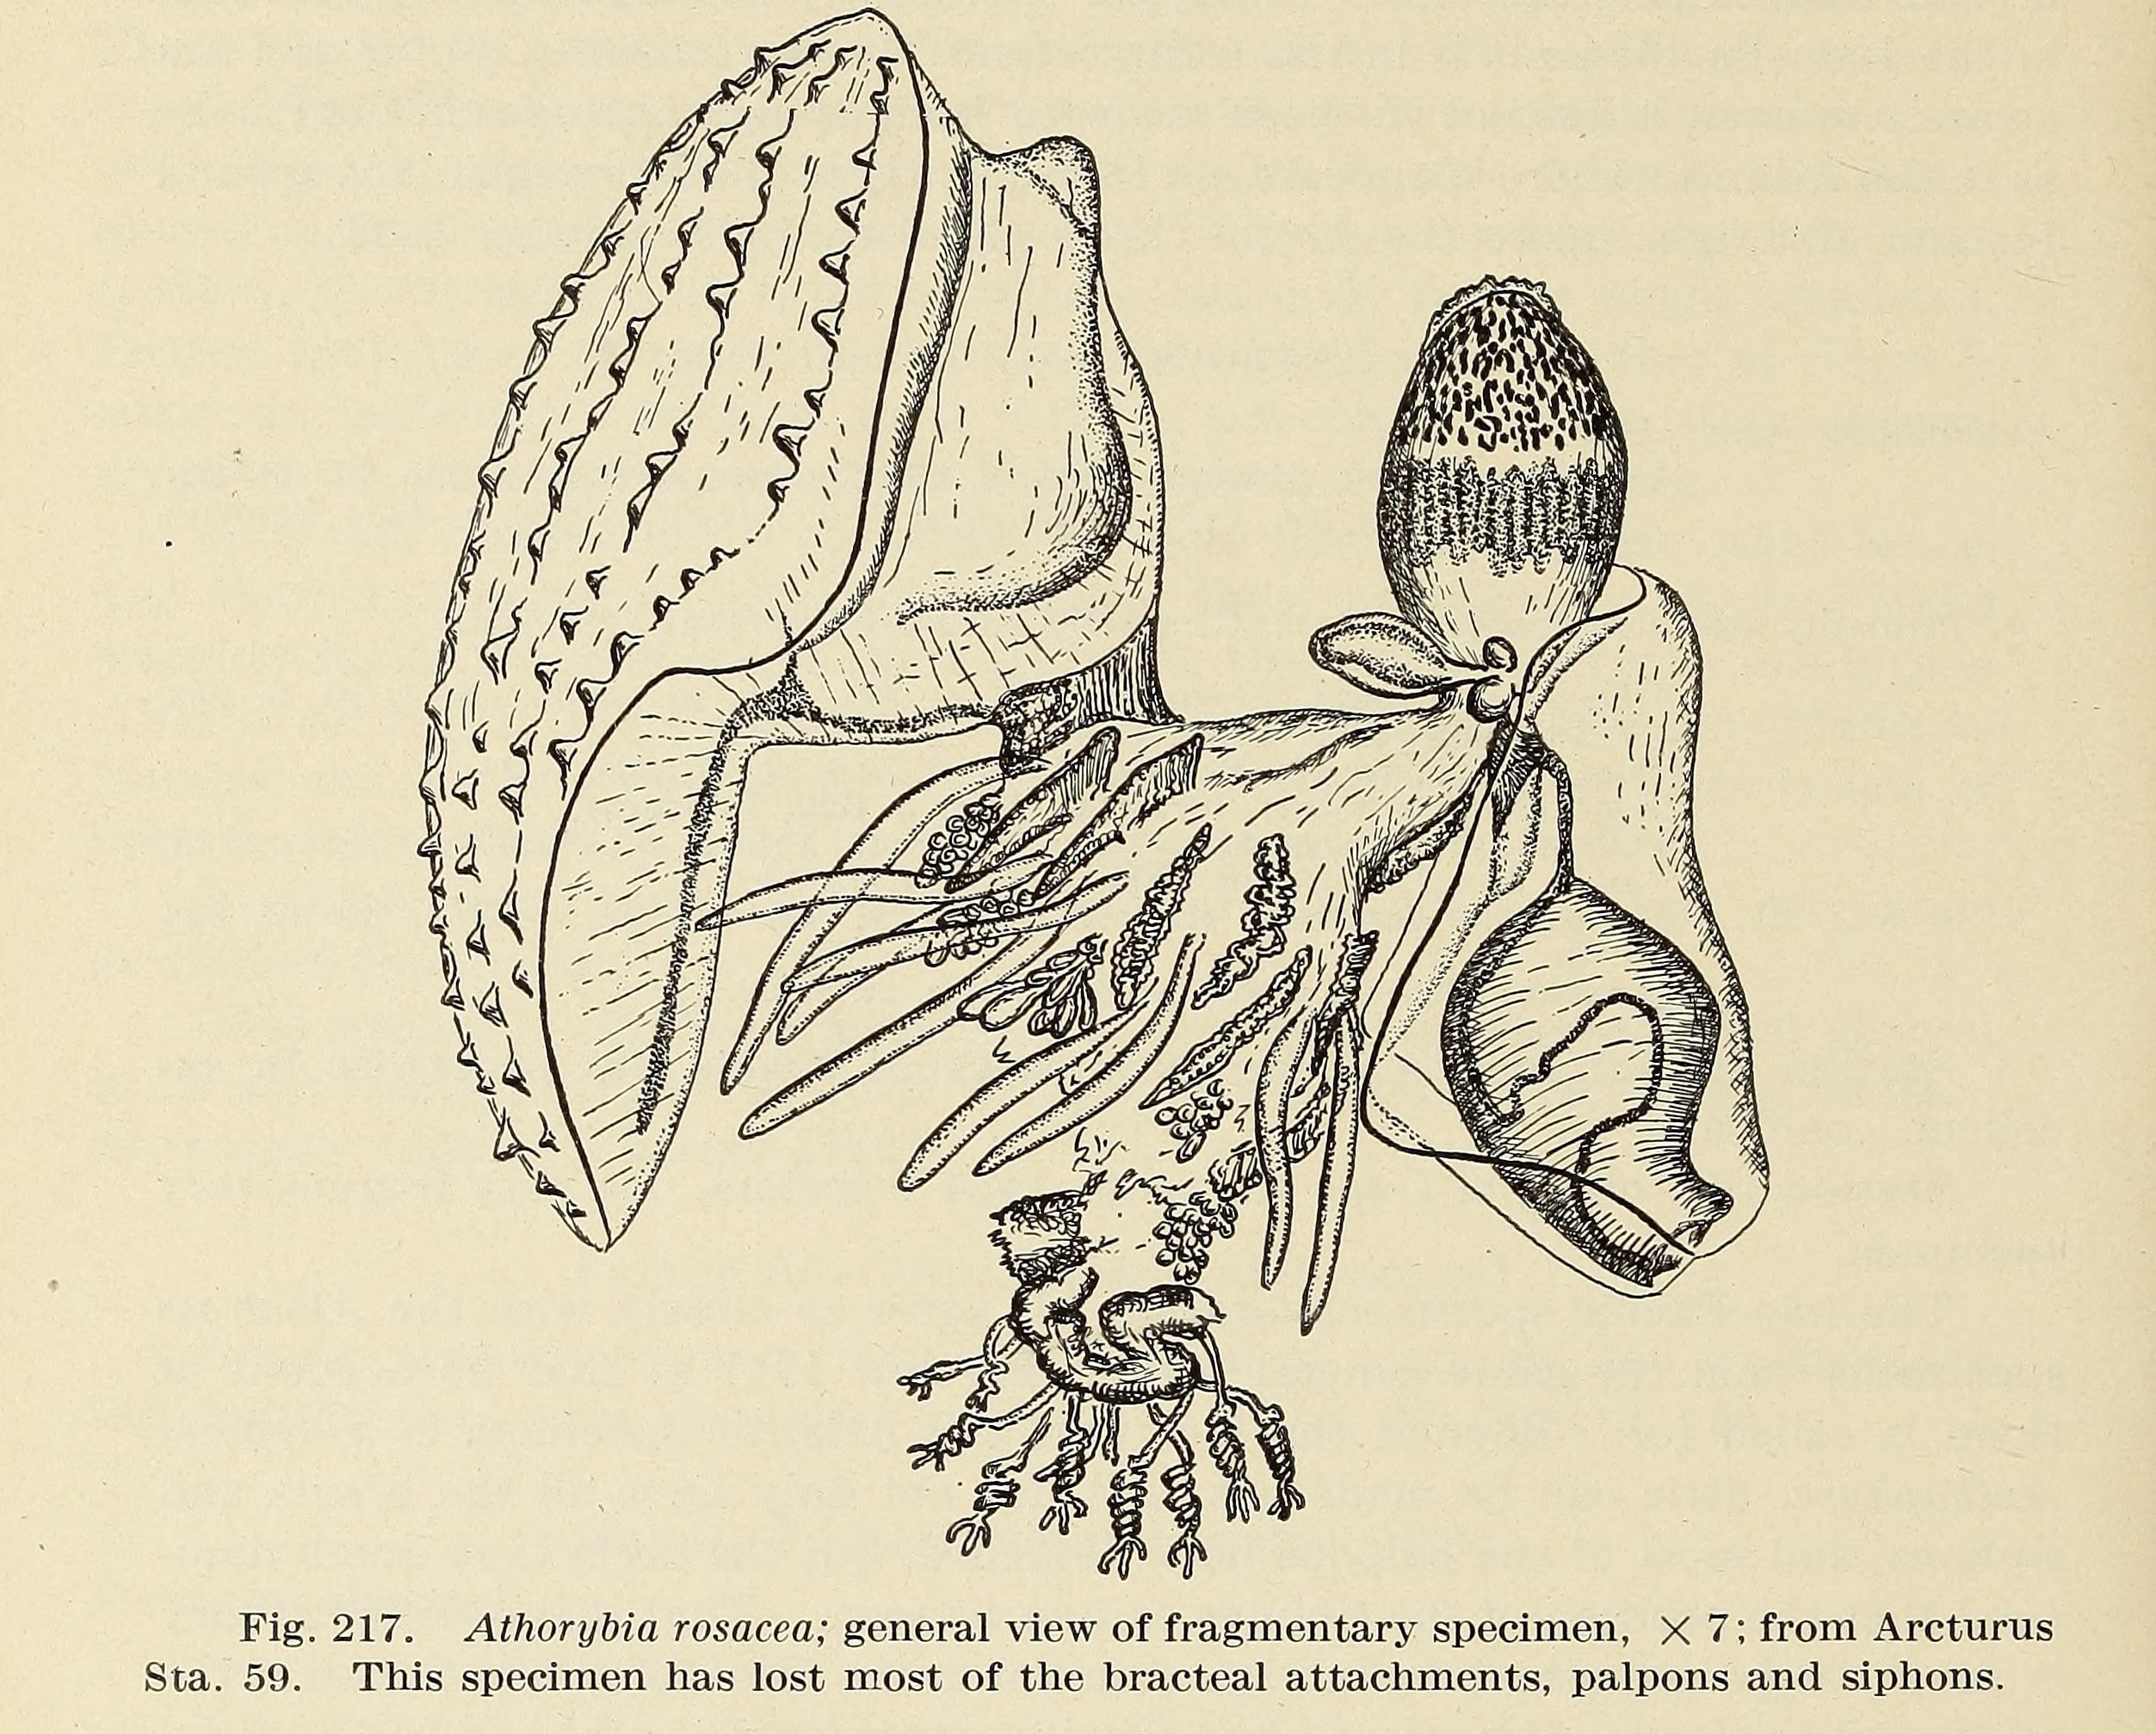 Fig. 217. Athorybia rosacea; general view of fragmentary specimen, × 7; from Arcturus
Sta. 59. This specimen has lost most of the bracteal attachments, palpons and siphons.